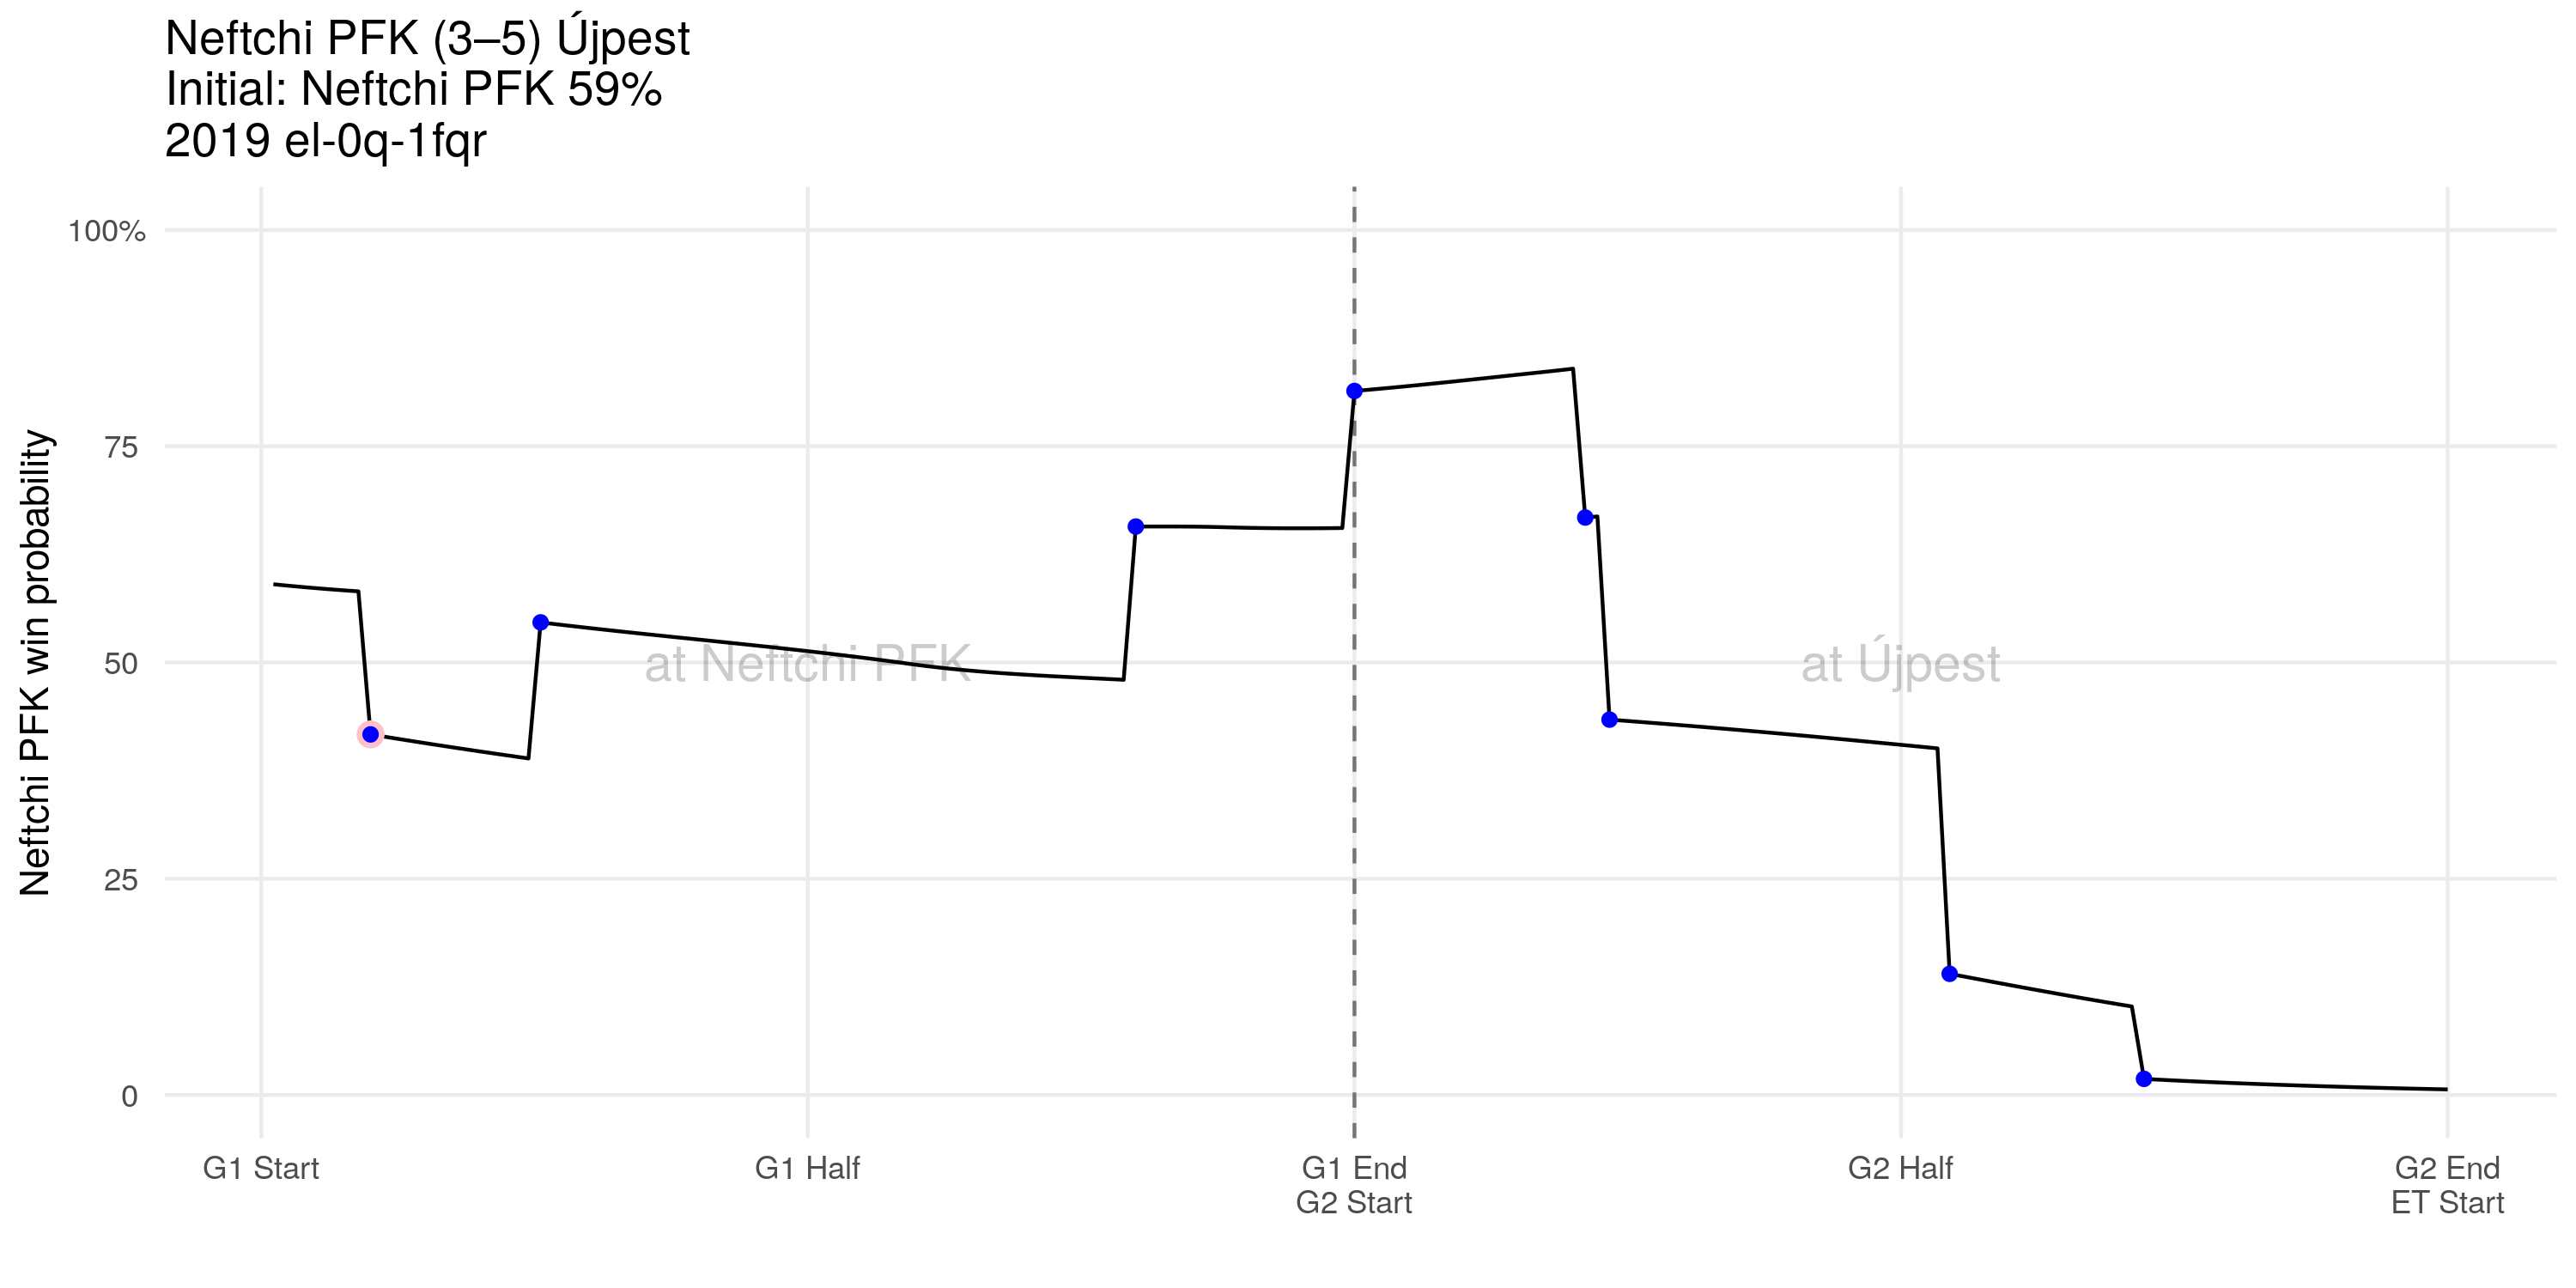 Neftchi PFK (3–5) Újpest
Initial: Neftchi PFK 59%
2019 el-0q-1fqr
Neftchi PFK win probability
100%
75
50
25
0
at Neftchi PFK
at Újpest
G1 Start
G1 Half
G1 End
G2 Start
G2 Half
G2 End
ET Start